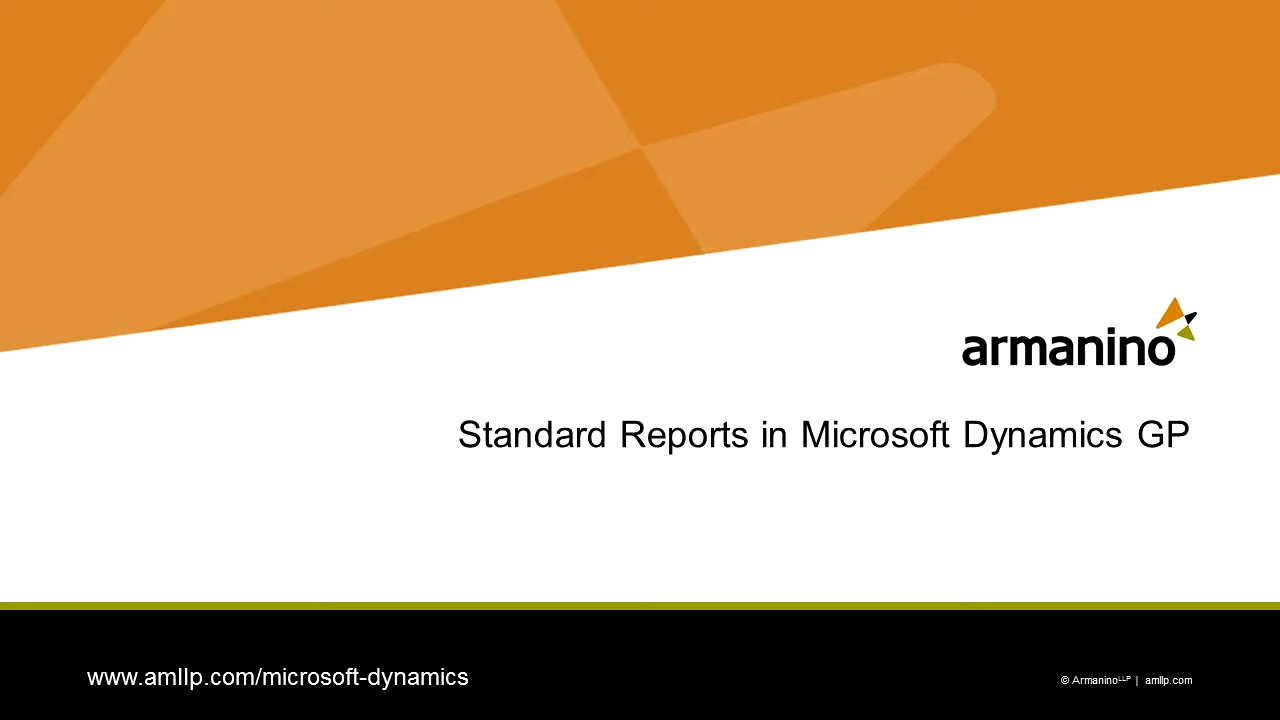 armanino
Standard Reports in Microsoft Dynamics GP
www.amllp.com/microsoft-dynamics
© Armanino LLP | amllp.com